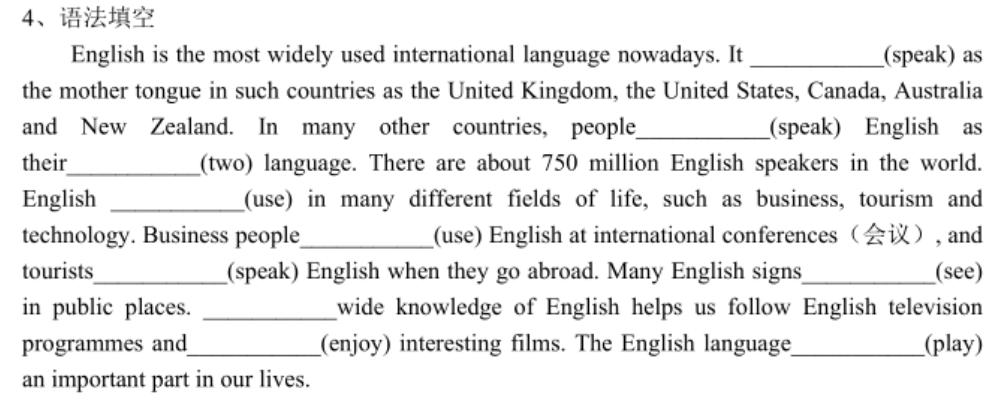 4、语法填空
English is the most widely used international language nowadays. It ___________(speak) as
the mother tongue in such countries as the United Kingdom, the United States, Canada, Australia
and New Zealand. In many other countries, people___________(speak) English as
their___________(two) language. There are about 750 million English speakers in the world.
English ___________(use) in many different fields of life, such as business, tourism and
technology. Business people___________(use) English at international conferences（会议）, and
tourists___________(speak) English when they go abroad. Many English signs___________(see)
in public places. ___________wide knowledge of English helps us follow English television
programmes and___________(enjoy) interesting films. The English language___________(play)
an important part in our lives.